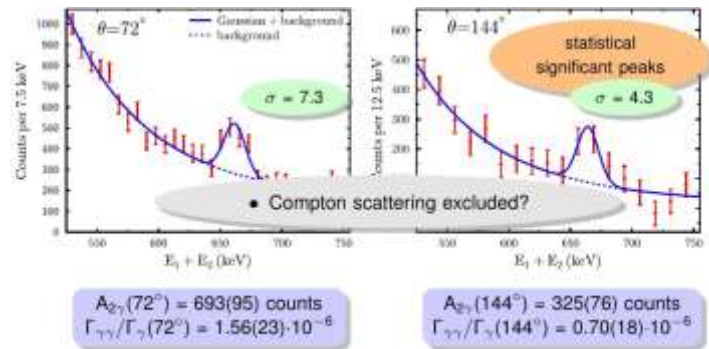 θ=72°
Gaussian + background
background
σ = 7.3
Counts per 7.5 keV
1000
900
800
700
600
500
400
300
200
100
0
550
600
650
700
750
E₁ + E₂ (keV)
θ=144°
statistical
significant peaks
σ = 4.3
Counts per 12.5 keV
600
500
400
300
200
550
600
650
700
750
E₁ + E₂ (keV)
• Compton scattering excluded?
A₂γ(72°) = 693(95) counts
Γγγ/Γγ(72°) = 1.56(23)·10⁻⁶
A₂γ(144°) = 325(76) counts
Γγγ/Γγ(144°) = 0.70(18)·10⁻⁶